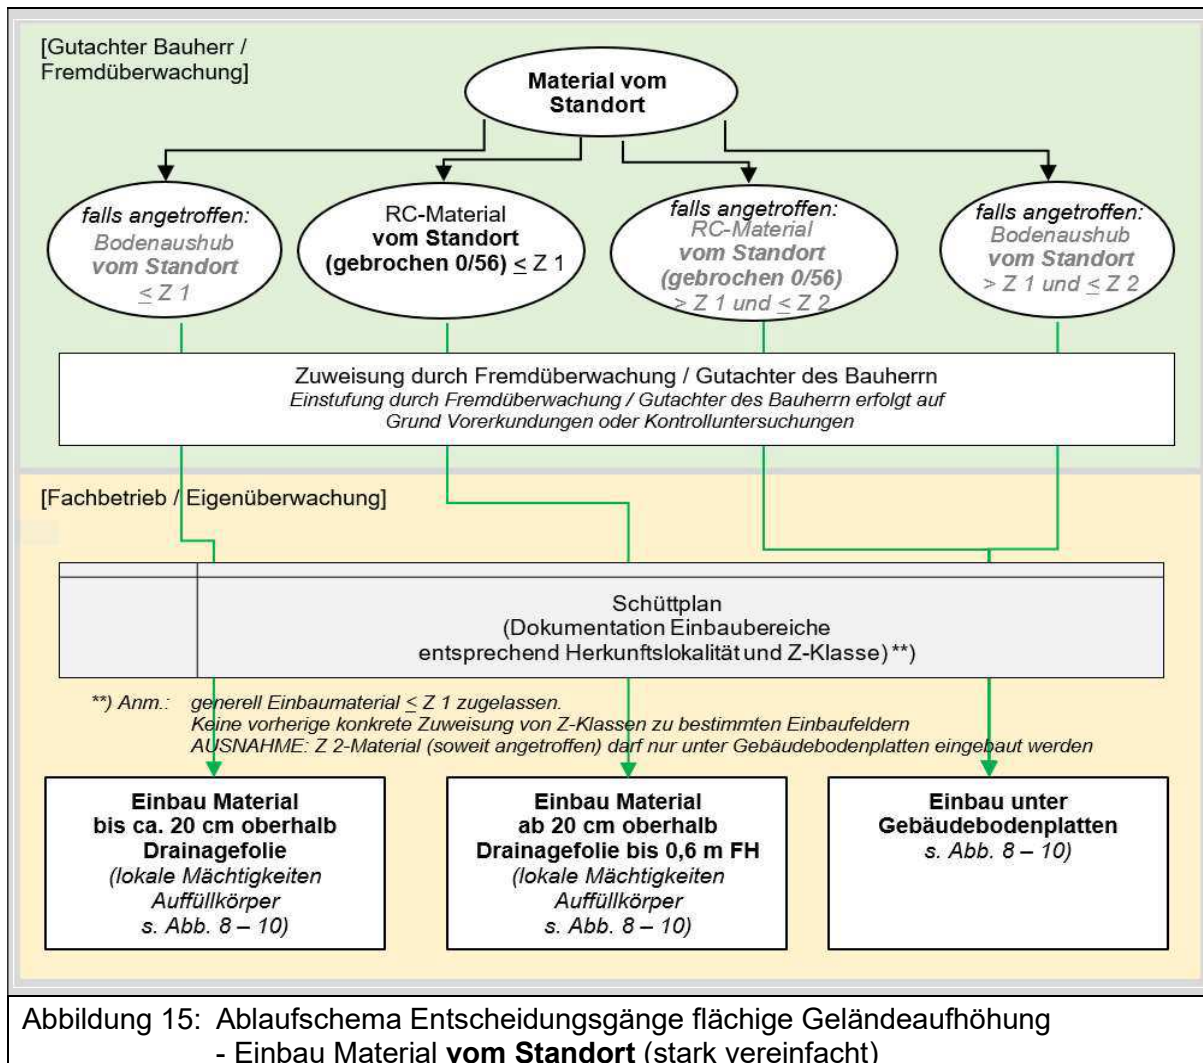 [Gutachter Bauherr /
Fremdüberwachung]
Material vom
Standort
falls angetroffen:
Bodenaushub
vom Standort
≤ Z 1
RC-Material
vom Standort
(gebrochen 0/56) ≤ Z 1
falls angetroffen:
RC-Material
vom Standort
(gebrochen 0/56)
> Z 1 und ≤ Z 2
falls angetroffen:
Bodenaushub
vom Standort
> Z 1 und ≤ Z 2
Zuweisung durch Fremdüberwachung / Gutachter des Bauherrn
Einstufung durch Fremdüberwachung / Gutachter des Bauherrn erfolgt auf
Grund Vorerkundungen oder Kontrolluntersuchungen
[Fachbetrieb / Eigenüberwachung]
Schüttplan
(Dokumentation Einbaubereiche
entsprechend Herkunftslokalität und Z-Klasse) **)
**) Anm.: generell Einbaumaterial ≤ Z 1 zugelassen.
Keine vorherige konkrete Zuweisung von Z-Klassen zu bestimmten Einbaufeldern
AUSNAHME: Z 2-Material (soweit angetroffen) darf nur unter Gebäudebodenplatten eingebaut werden
Einbau Material
bis ca. 20 cm oberhalb
Drainagefolie
(lokale Mächtigkeiten
Auffüllkörper
s. Abb. 8 – 10)
Einbau Material
ab 20 cm oberhalb
Drainagefolie bis 0,6 m FH
(lokale Mächtigkeiten
Auffüllkörper
s. Abb. 8 – 10)
Einbau unter
Gebäudebodenplatten
s. Abb. 8 – 10)
Abbildung 15: Ablaufschema Entscheidungsgänge flächige Geländeaufhöhung
- Einbau Material vom Standort (stark vereinfacht)